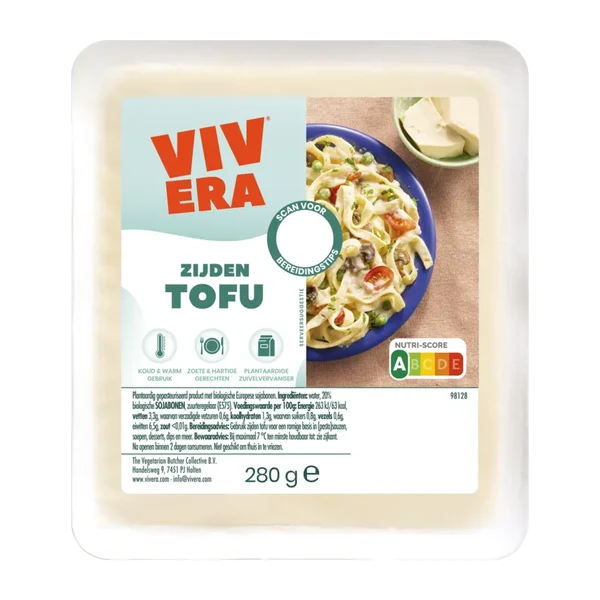 VIV
ERA
SCAN VOOR
BEREIDINGSTIPS
ZIJDEN
TOFU
SERVEERSUGGESTIE
KOUD & WARM
GEBRUIK
ZOETE & HARTIGE
GERECHTEN
PLANTAARDIGE
ZUIVELVERVANGER
NUTRI-SCORE
A B C D E
98128
Plantaardig gepasteuriseerd product met biologische Europese sojabonen. Ingrediënten: water, 20%
biologische SOJABONEN, zuurteregelaar (E575). Voedingswaarde per 100g: Energie 263 kJ/63 kcal,
vetten 3,3g, waarvan verzadigde vetzuren 0,6g, koolhydraten 1,3g, waarvan suikers 0,8g, vezels 0,6g,
eiwitten 6,5g, zout <0,01g. Bereidingsadvies: Gebruik zijden tofu voor een romige basis in (pasta)sauzen,
soepen, desserts, dips en meer. Bewaaradvies: Bij maximaal 7 °C ten minste houdbaar tot: zie zijkant.
Na openen binnen 2 dagen consumeren. Niet geschikt om thuis in te vriezen.
The Vegetarian Butcher Collective B.V.
Handelsweg 9, 7451 PJ Holten
www.vivera.com - info@vivera.com
280 g e